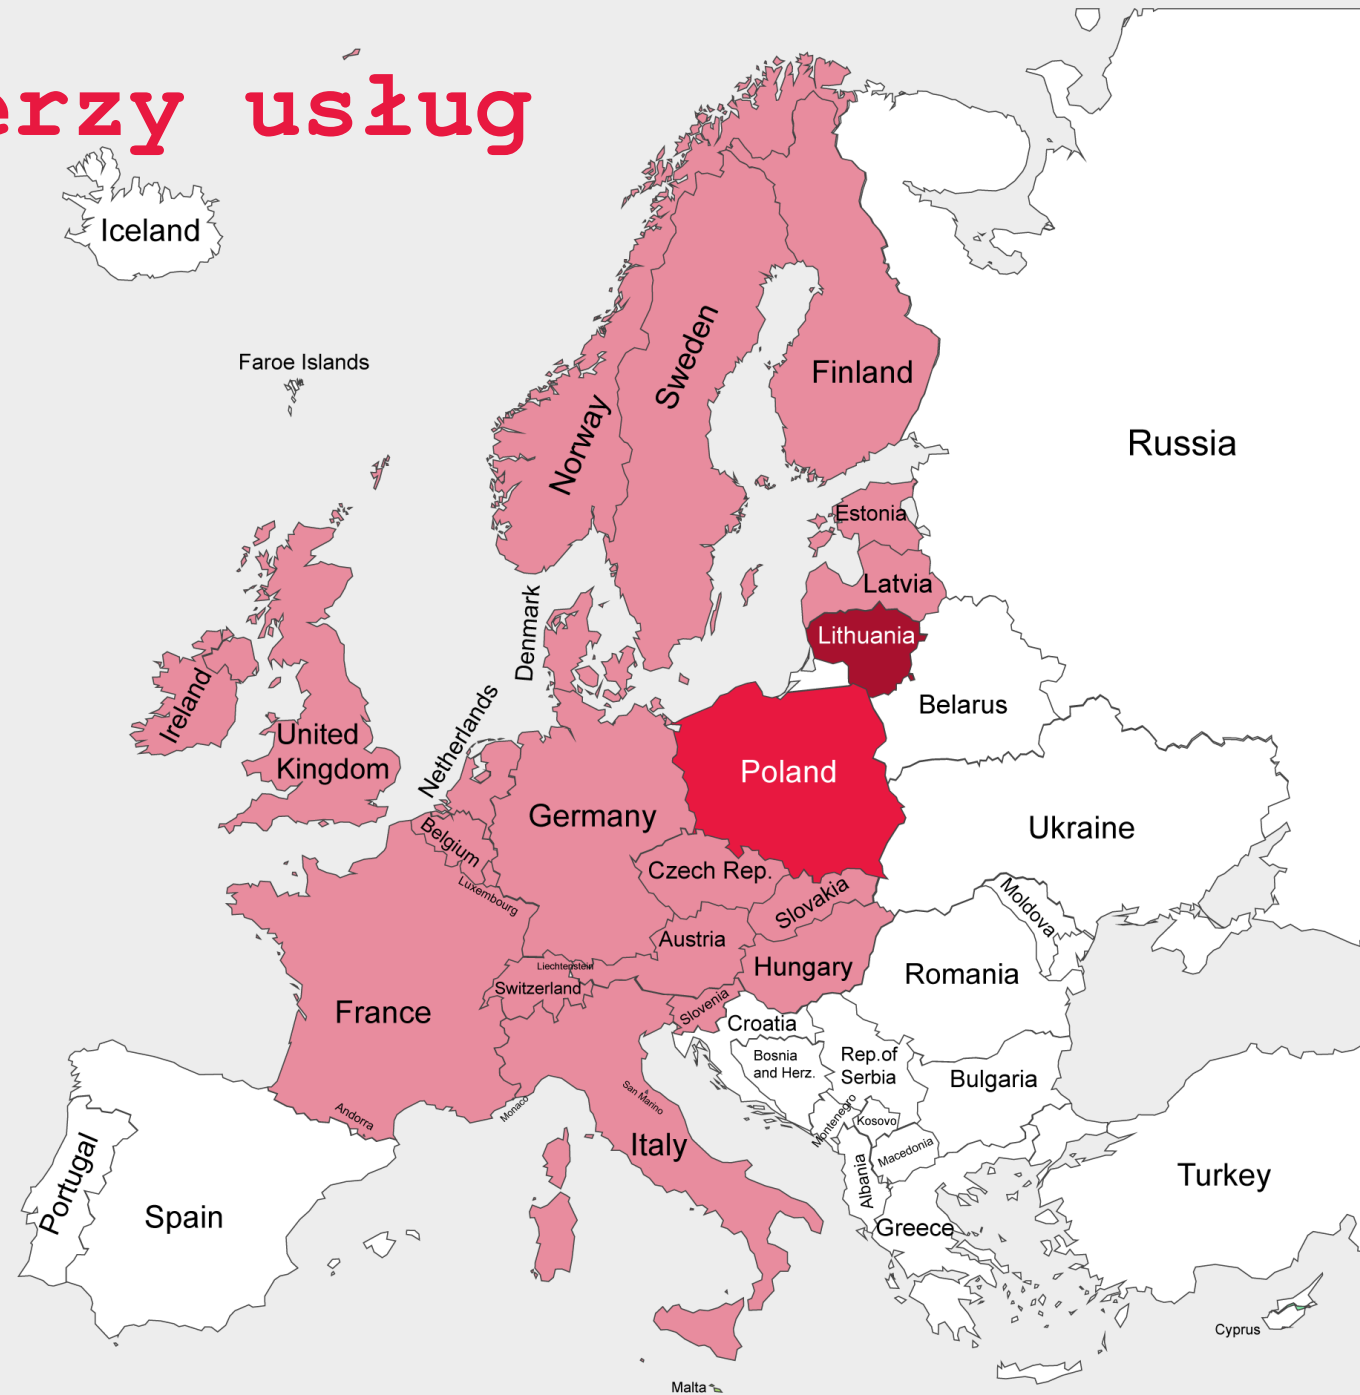 erzy usług
Iceland
Faroe Islands
Sweden
Finland
Norway
Russia
Estonia
Latvia
Denmark
Lithuania
Ireland
Netherlands
Belarus
United
Kingdom
Poland
Germany
Ukraine
Belgium
Czech Rep.
Luxembourg
Slovakia
Moldova
Austria
Liechtenstein
Hungary
Romania
Switzerland
Slovenia
France
Croatia
Bosnia
and Herz.
Rep.of
Serbia
Bulgaria
San Marino
Monaco
Andorra
Montenegro
Kosovo
Italy
Macedonia
Portugal
Albania
Turkey
Spain
Greece
Cyprus
Malta